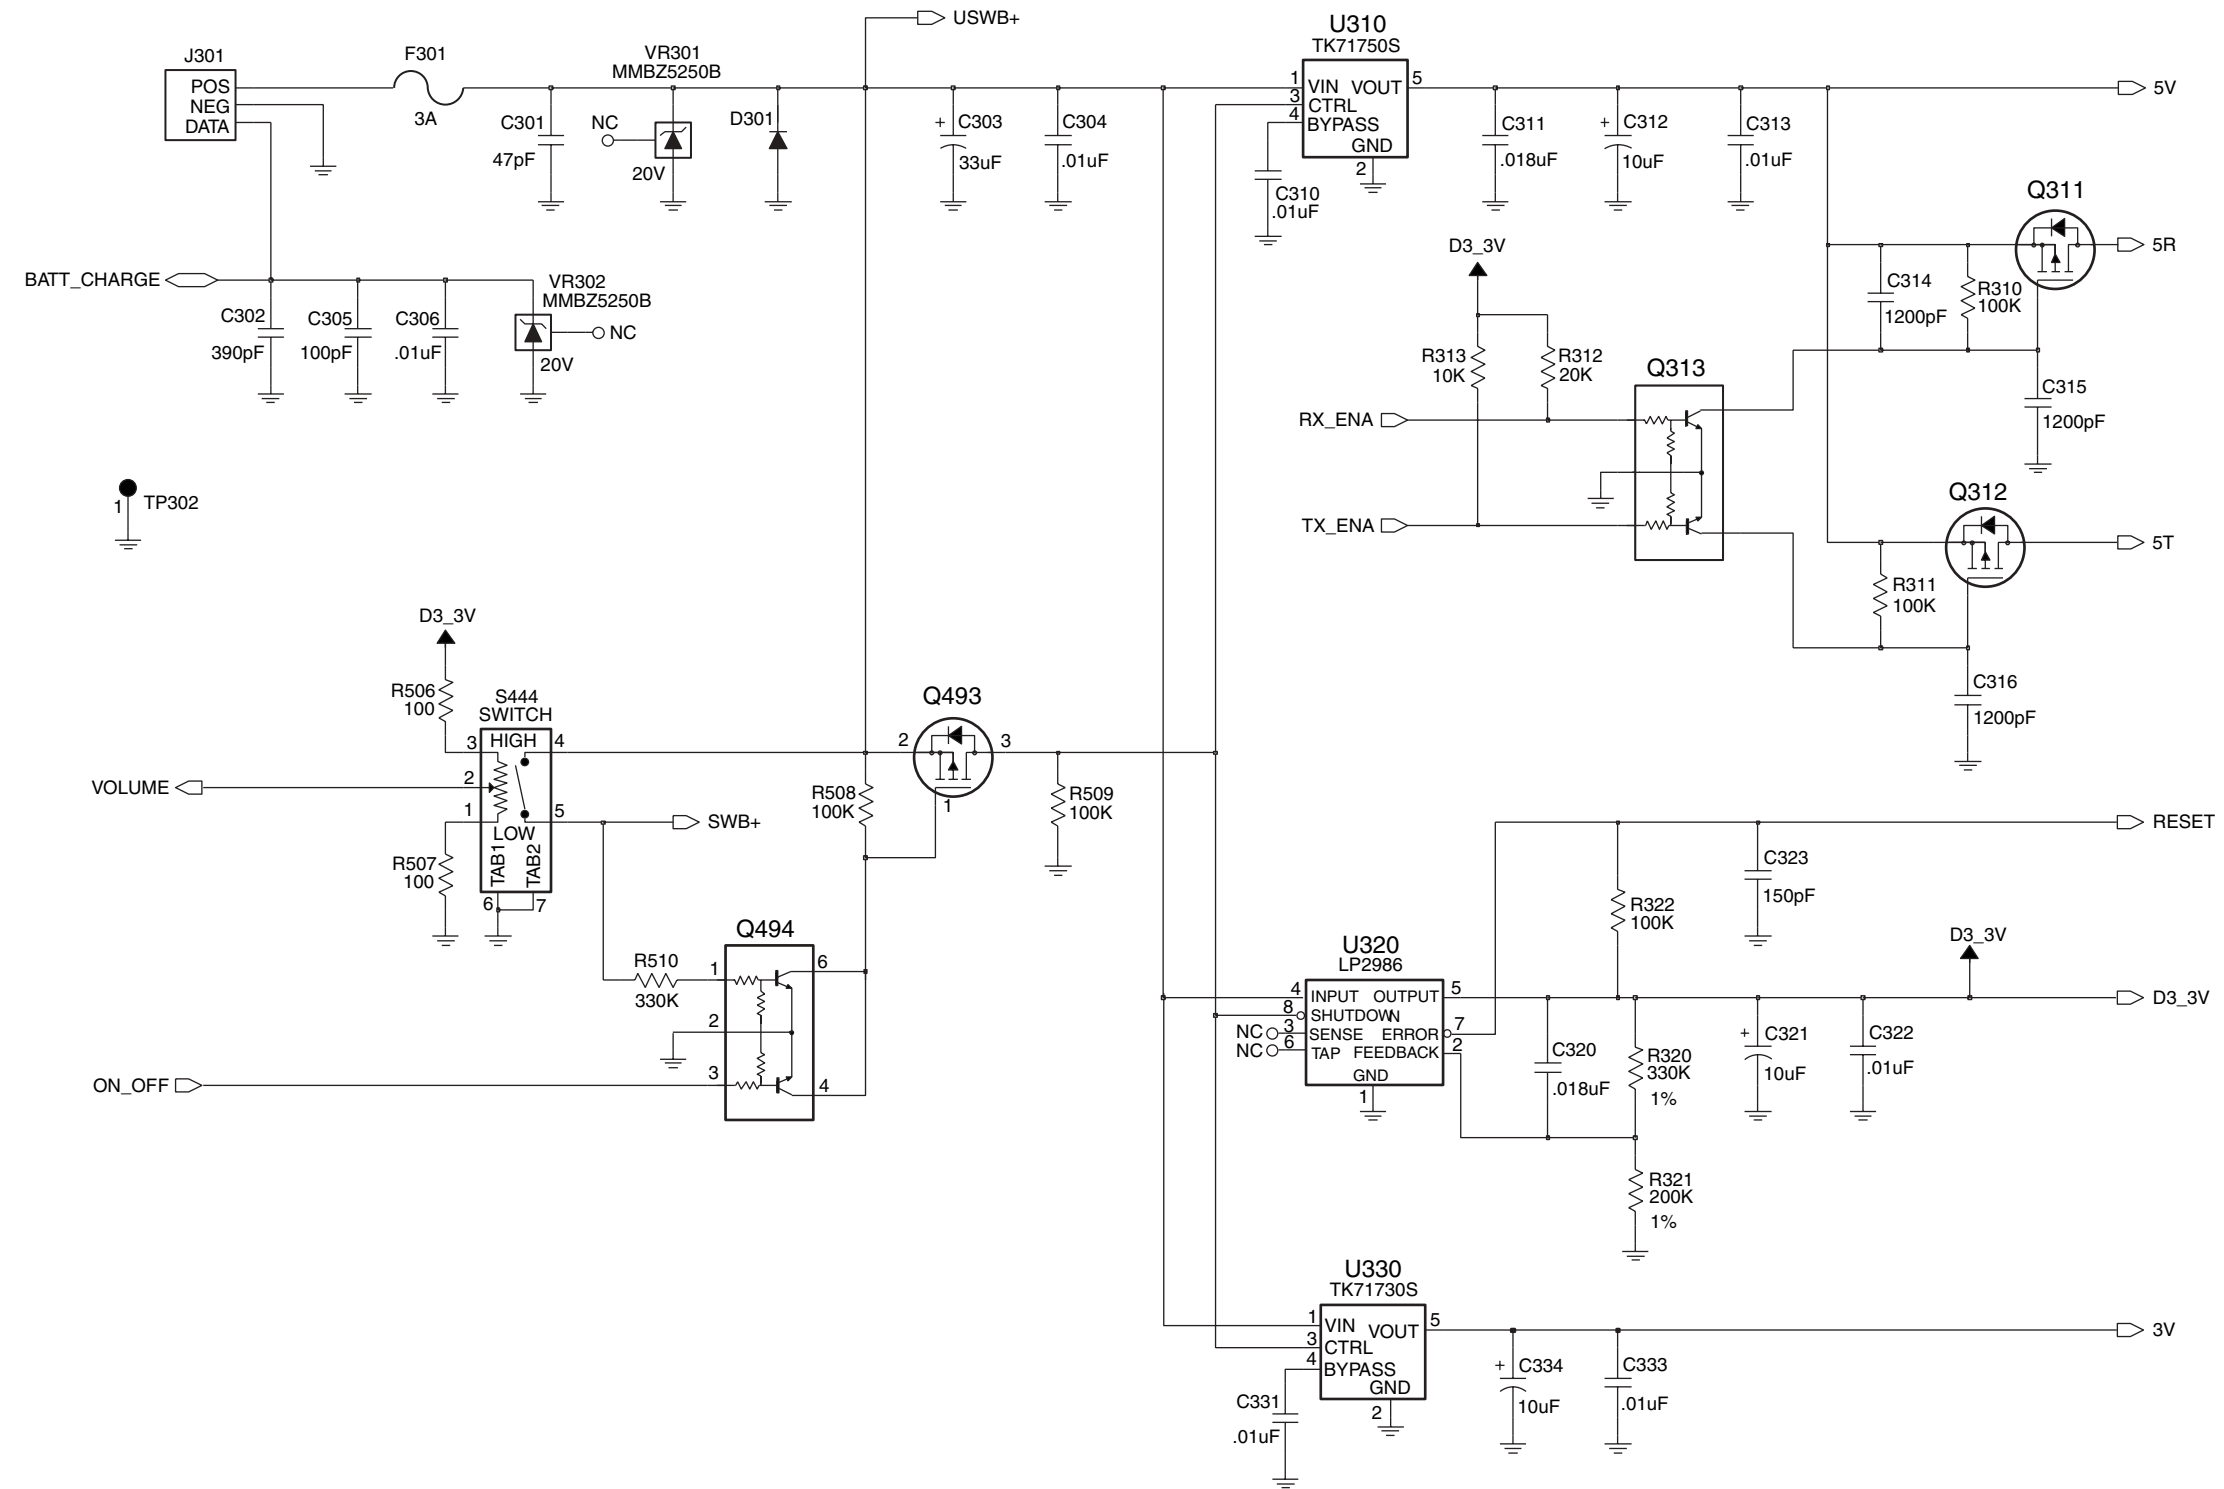 USWB+
J301
POS
NEG
DATA
F301
3A
C301
47pF
VR301
MMBZ5250B
NC
20V
D301
+
C303
33uF
C304
.01uF
U310
TK71750S
1
VIN
VOUT
5
3
CTRL
4
BYPASS
GND
2
C310
.01uF
C311
.018uF
+
C312
10uF
C313
.01uF
5V
Q311
5R
C314
1200pF
R310
100K
C315
1200pF
BATT_CHARGE
C302
390pF
C305
100pF
C306
.01uF
VR302
MMBZ5250B
NC
20V
D3_3V
R313
10K
R312
20K
Q313
RX_ENA
TX_ENA
Q312
5T
R311
100K
C316
1200pF
1
TP302
D3_3V
R506
100
S444
SWITCH
3
HIGH
4
VOLUME
2
1
LOW
5
TAB1
TAB2
6
7
R507
100
SWB+
R508
100K
Q493
2
3
1
R509
100K
Q494
R510
330K
1
6
2
3
4
ON_OFF
RESET
C323
150pF
R322
100K
U320
LP2986
4
INPUT
OUTPUT
5
8
SHUTDOWN
NC
3
SENSE
ERROR
7
NC
6
TAP
FEEDBACK
2
GND
1
D3_3V
D3_3V
C320
.018uF
R320
330K
1%
+
C321
10uF
C322
.01uF
R321
200K
1%
U330
TK71730S
1
VIN
VOUT
5
3
CTRL
4
BYPASS
GND
2
C331
.01uF
+
C334
10uF
C333
.01uF
3V